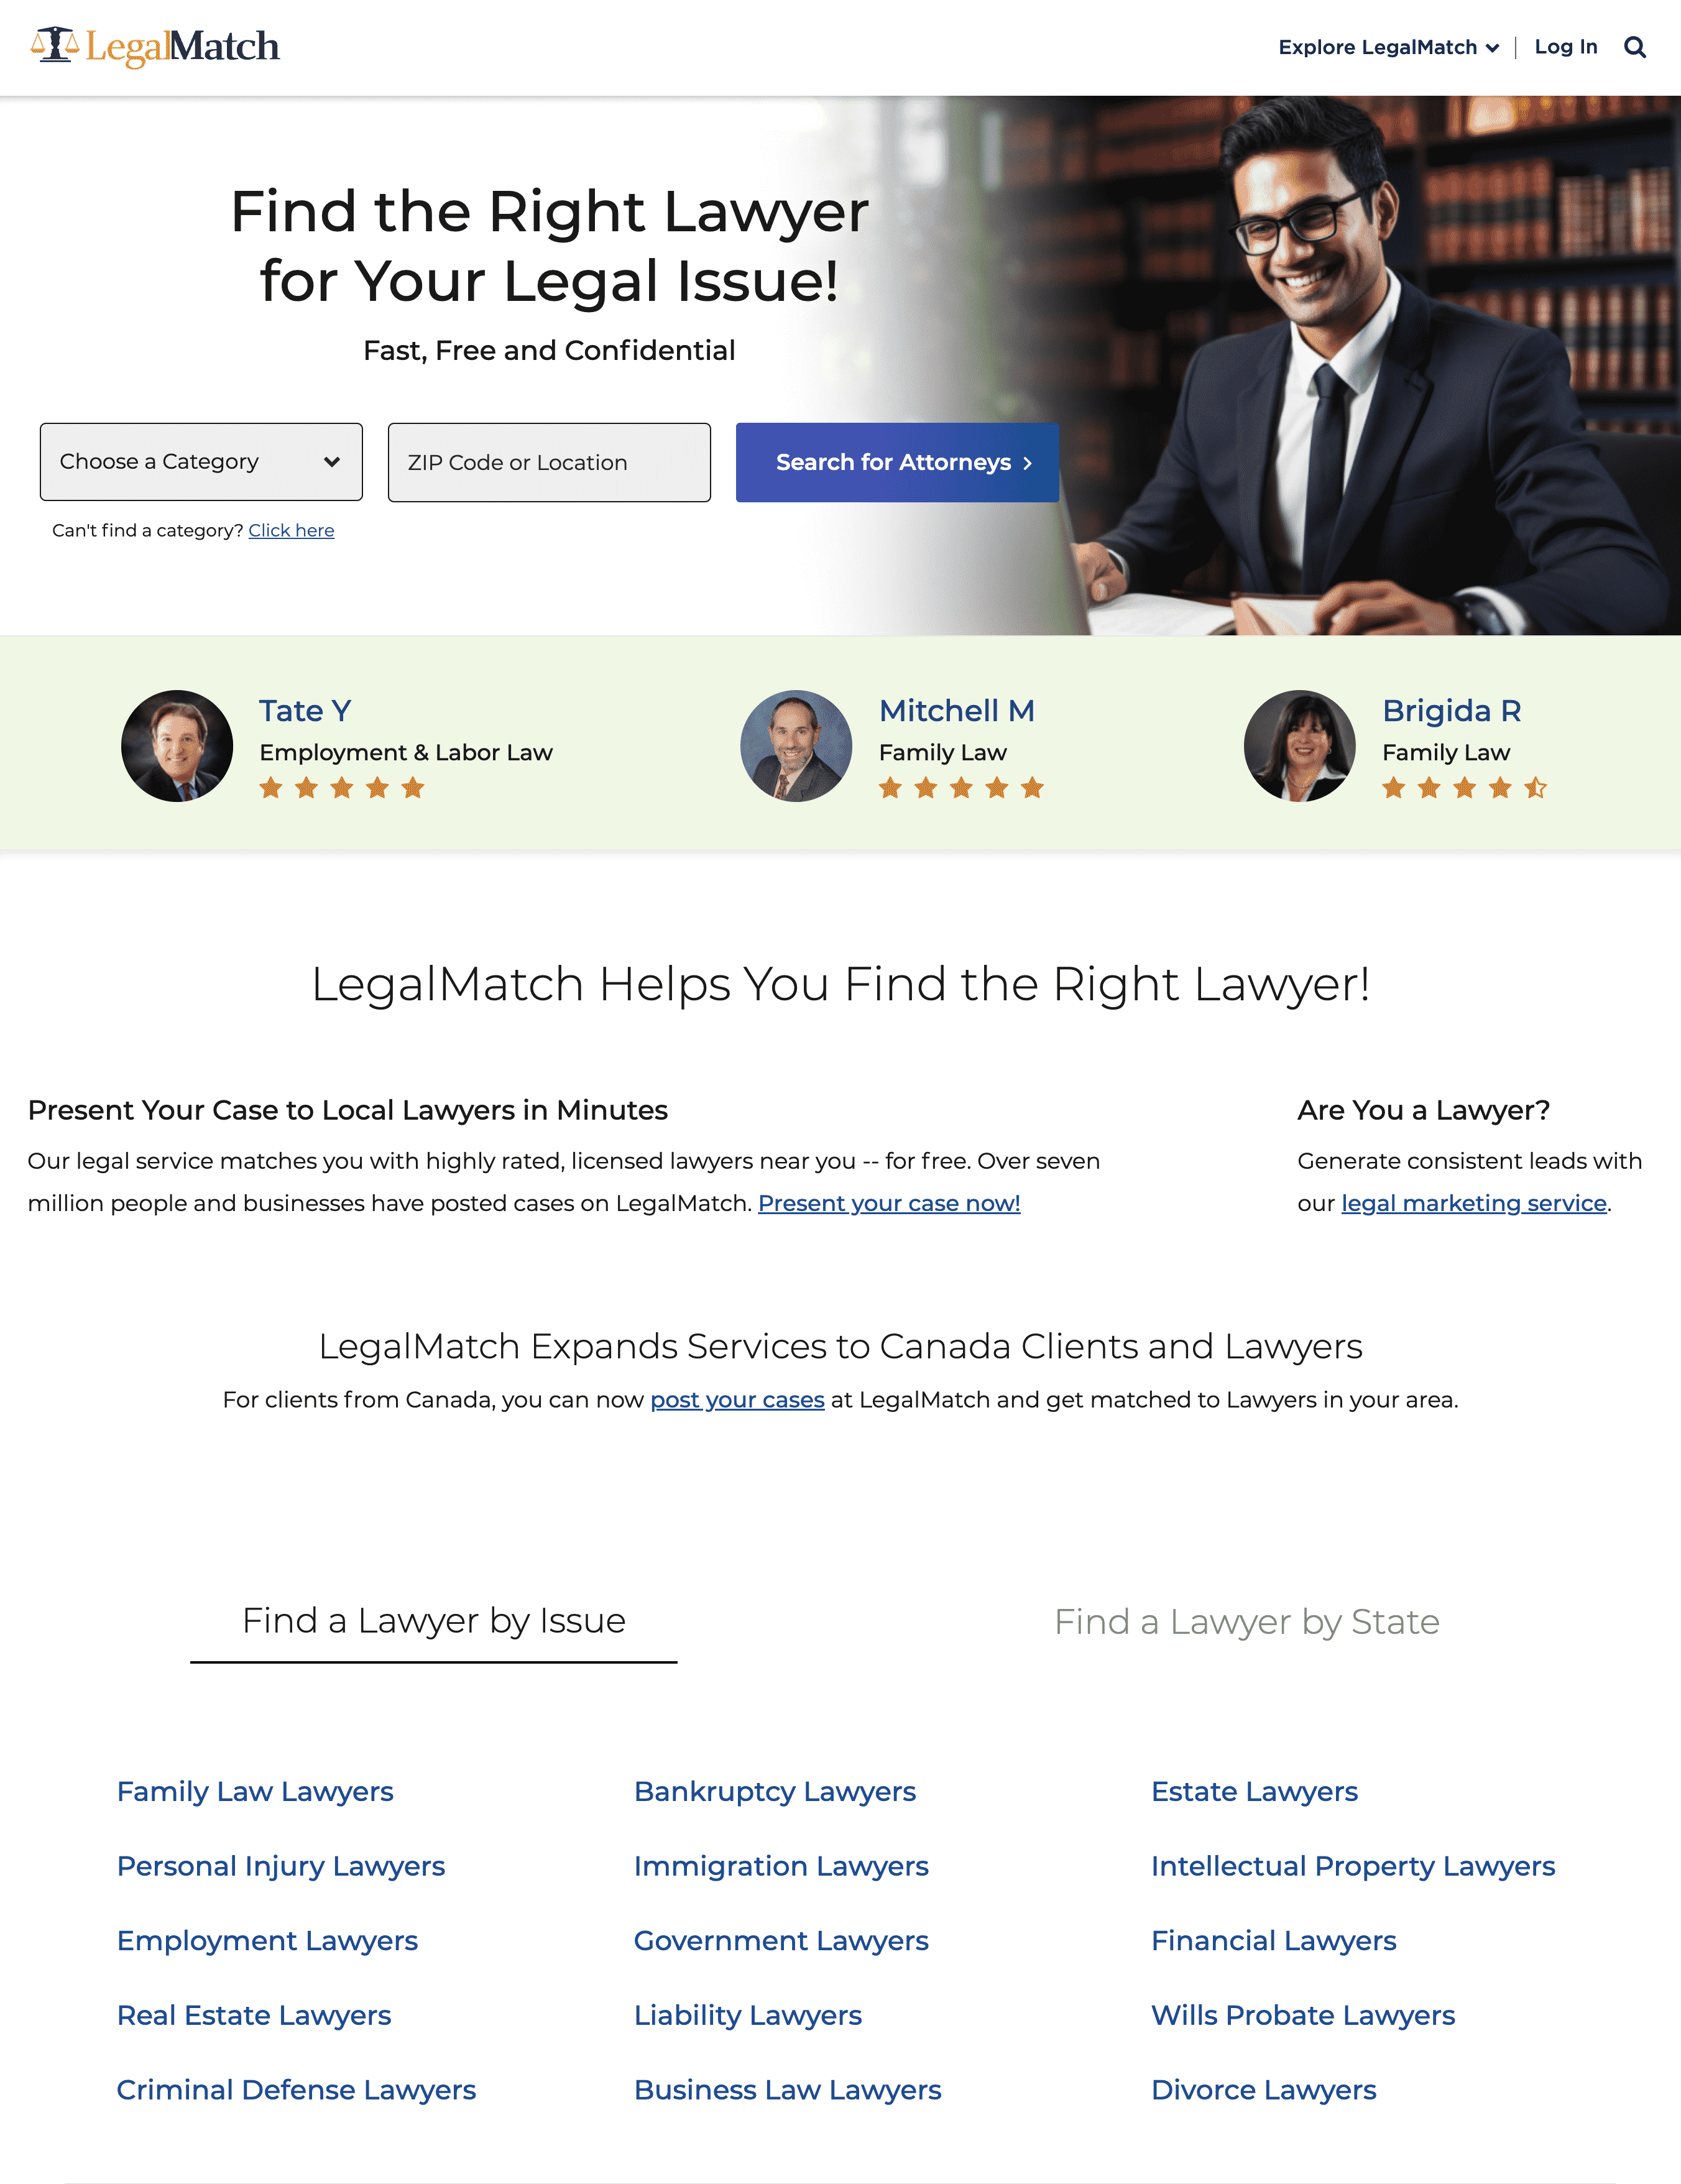 LegalMatch
Explore LegalMatch
Log In
Find the Right Lawyer
for Your Legal Issue!
Fast, Free and Confidential
Choose a Category
ZIP Code or Location
Search for Attorneys
Can't find a category? Click here
Tate Y
Employment & Labor Law
Mitchell M
Family Law
Brigida R
Family Law
LegalMatch Helps You Find the Right Lawyer!
Present Your Case to Local Lawyers in Minutes
Our legal service matches you with highly rated, licensed lawyers near you -- for free. Over seven
million people and businesses have posted cases on LegalMatch. Present your case now!
Are You a Lawyer?
Generate consistent leads with
our legal marketing service.
LegalMatch Expands Services to Canada Clients and Lawyers
For clients from Canada, you can now post your cases at LegalMatch and get matched to Lawyers in your area.
Find a Lawyer by Issue
Find a Lawyer by State
Family Law Lawyers
Bankruptcy Lawyers
Estate Lawyers
Personal Injury Lawyers
Immigration Lawyers
Intellectual Property Lawyers
Employment Lawyers
Government Lawyers
Financial Lawyers
Real Estate Lawyers
Liability Lawyers
Wills Probate Lawyers
Criminal Defense Lawyers
Business Law Lawyers
Divorce Lawyers